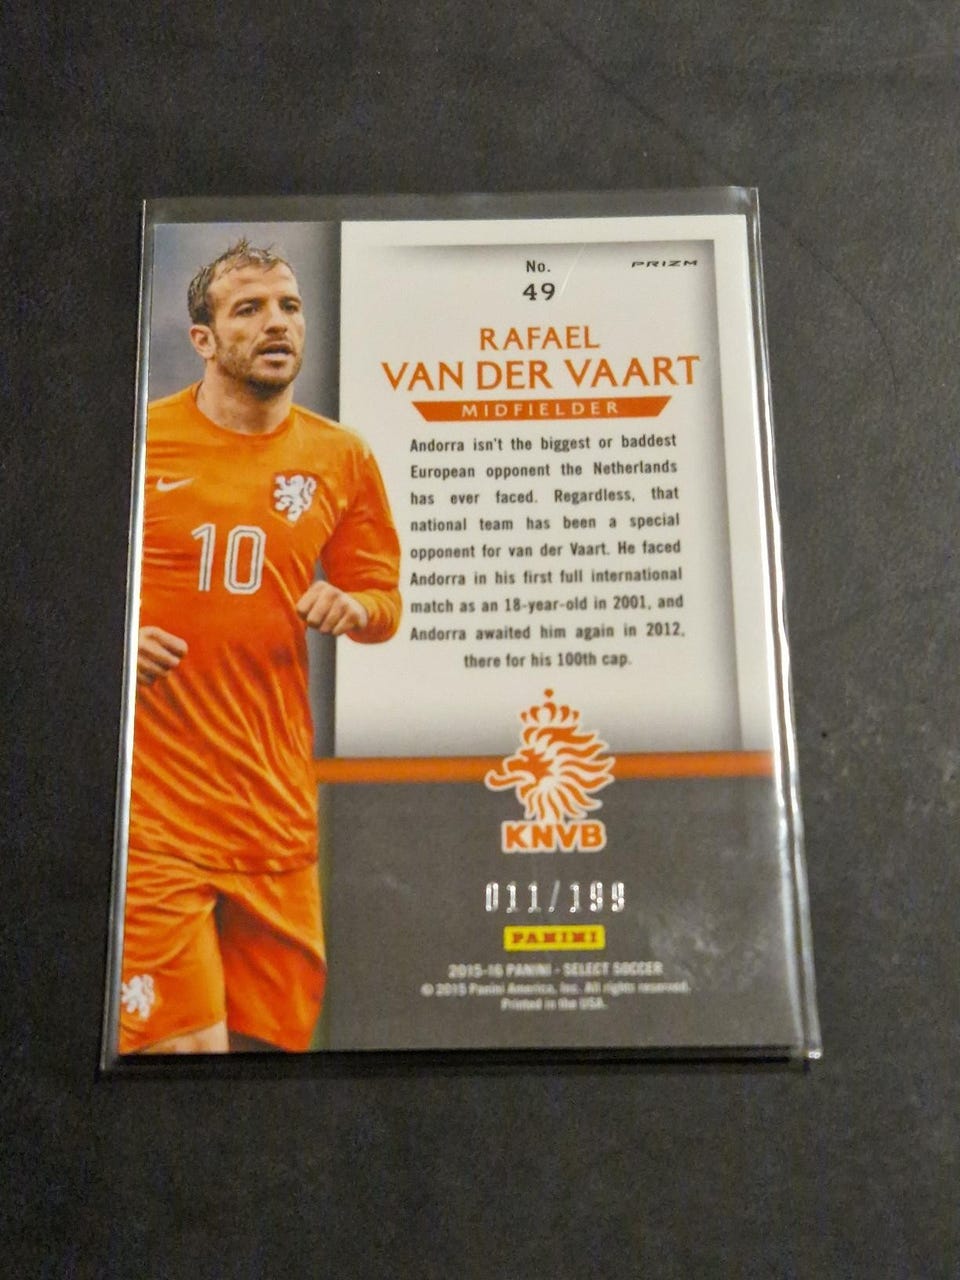 No.
PRIZM
49
RAFAEL
VAN DER VAART
MIDFIELDER
Andorra isn't the biggest or baddest
European opponent the Netherlands
has ever faced. Regardless, that
national team has been a special
opponent for van der Vaart. He faced
Andorra in his first full international
match as an 18-year-old in 2001, and
Andorra awaited him again in 2012,
there for his 100th cap.
10
KNVB
011/199
PANINI
2015-16 PANINI - SELECT SOCCER
© 2015 Panini America, Inc. All rights reserved.
Printed in the USA.